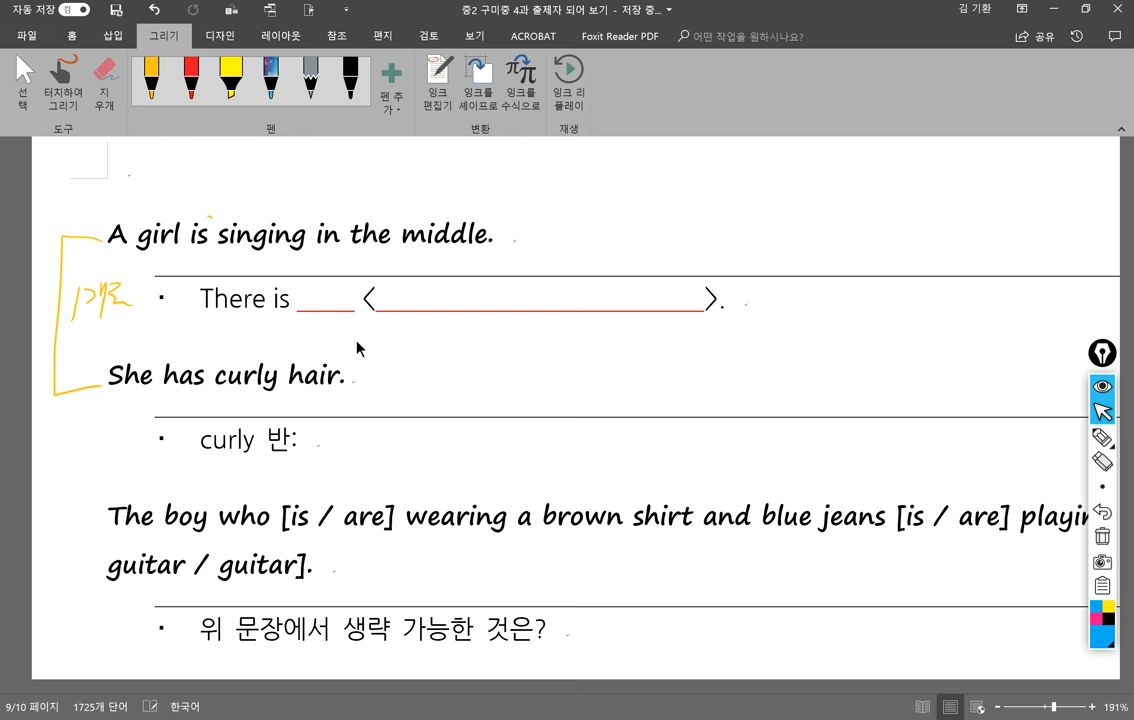 자동 저장 컴 중2 구미중 4과 출제자 되어 보기 - 저장 중... 김 기환
파일 홈 삽입 그리기 디자인 레이아웃 참조 편지 검토 보기 ACROBAT Foxit Reader PDF 어떤 작업을 원하시나요? 공유
선택 터치하여 그리기 지우개 펜 추가 잉크 편집기 잉크를 셰이프로 잉크를 수식으로 잉크 리플레이
도구 펜 변환 재생
A girl is singing in the middle.
There is ____ < ____ >.
She has curly hair.
curly 반:
The boy who [is / are] wearing a brown shirt and blue jeans [is / are]
guitar / guitar].
위 문장에서 생략 가능한 것은?
9/10 페이지 1725개 단어 한국어 191%